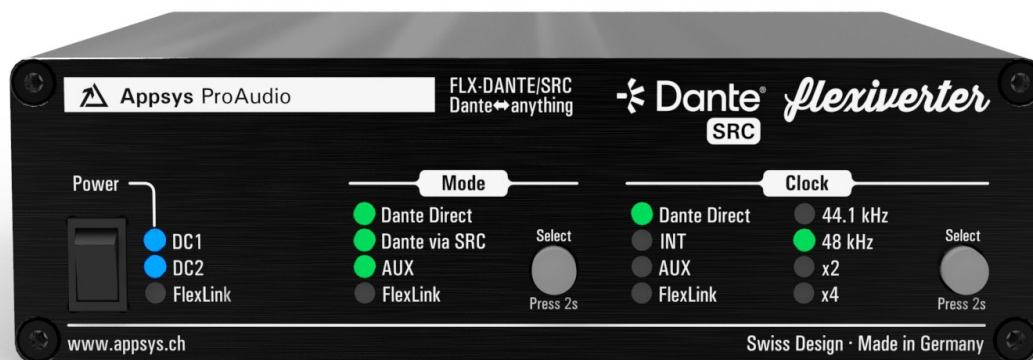 Appsys ProAudio
FLX-DANTE/SRC
Dante↔anything
Dante®
SRC
flexiverter
Power
DC1
DC2
FlexLink
Mode
Dante Direct
Dante via SRC
AUX
FlexLink
Select
Press 2s
Clock
Dante Direct
INT
AUX
FlexLink
44.1 kHz
48 kHz
x2
x4
Select
Press 2s
www.appsys.ch
Swiss Design · Made in Germany